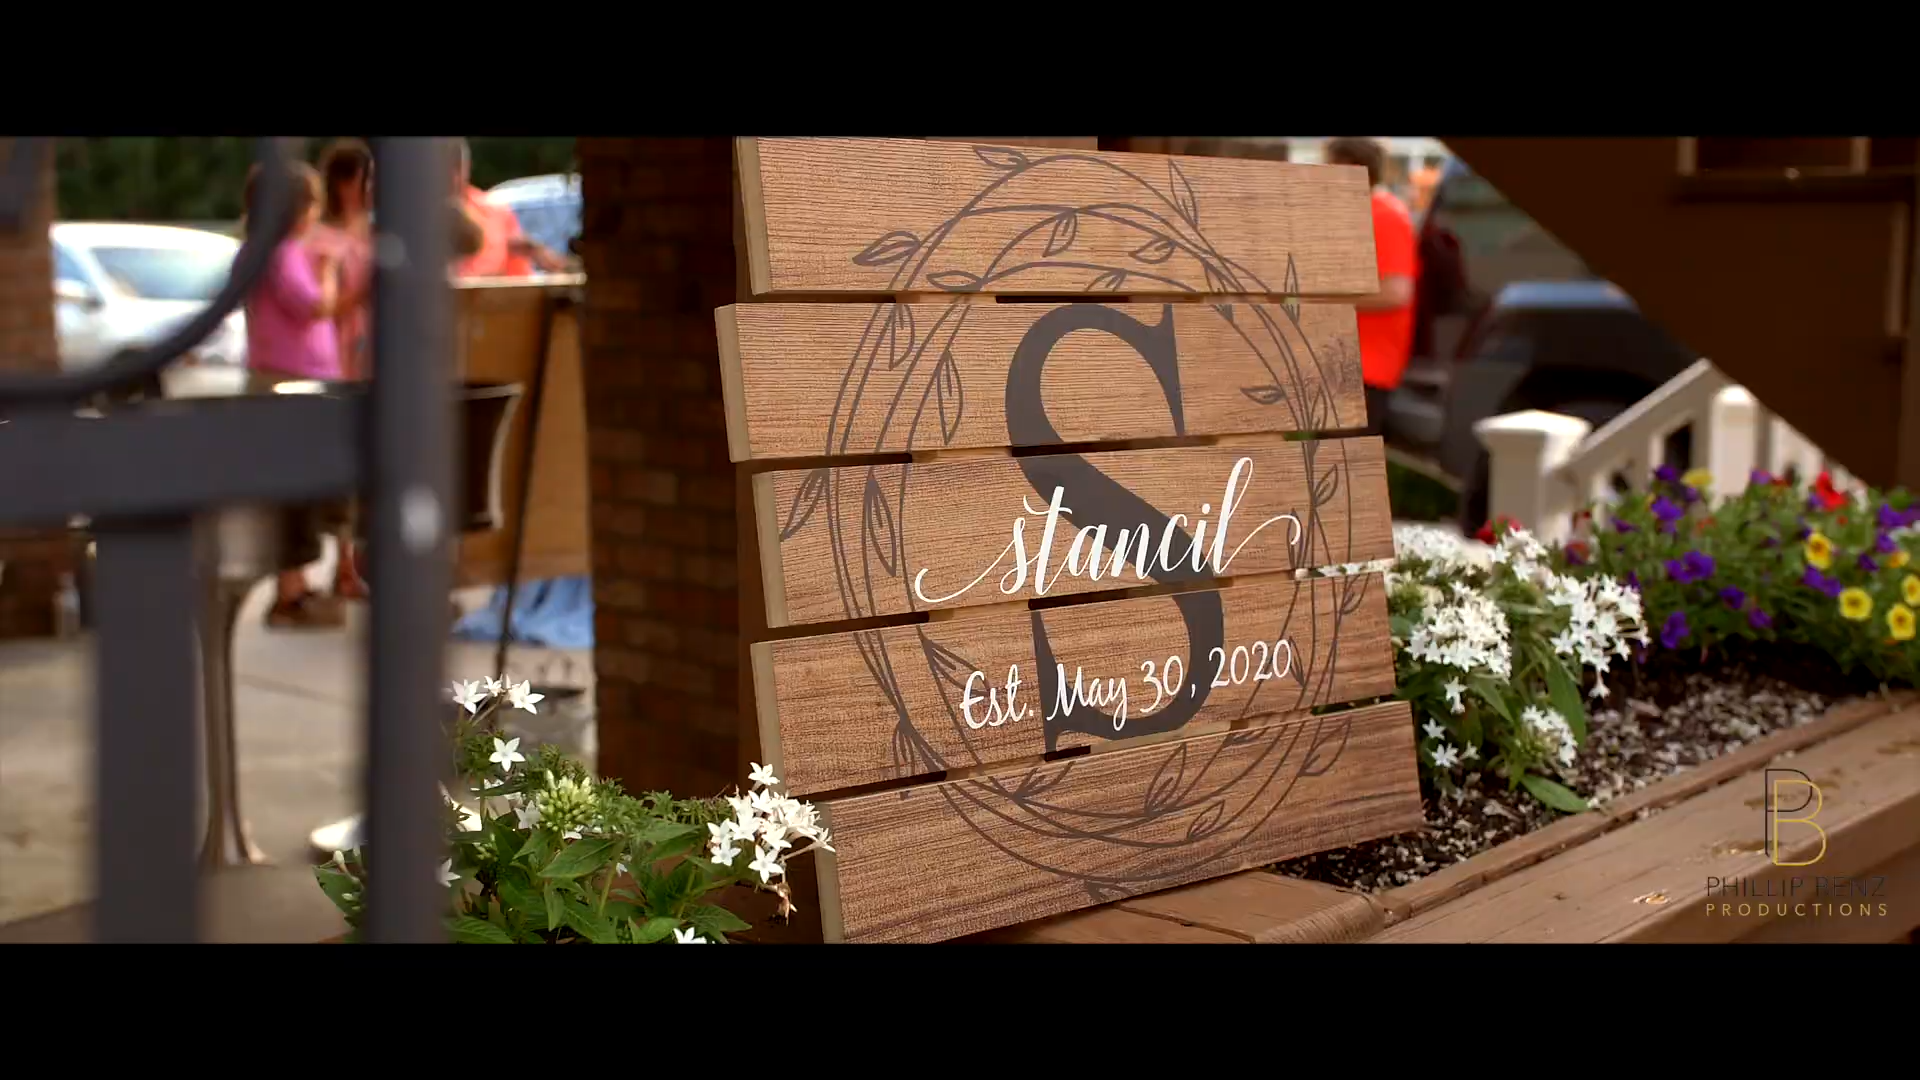 S
stancil
Est. May 30, 2020
PB
PHILLIP RENZ
PRODUCTIONS